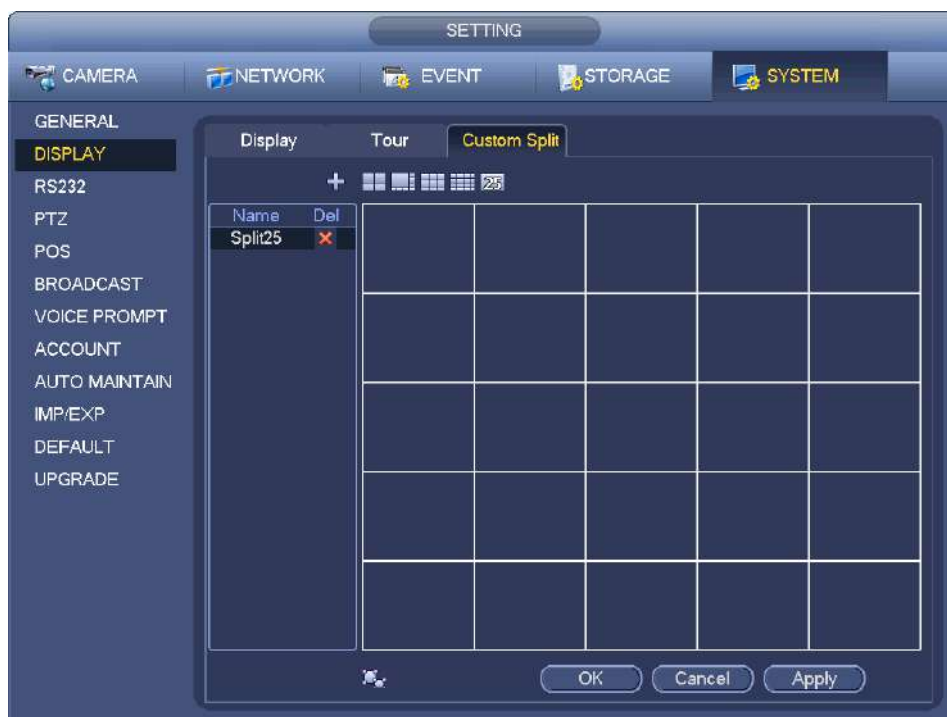 SETTING
CAMERA NETWORK EVENT STORAGE SYSTEM
GENERAL
DISPLAY
RS232
PTZ
POS
BROADCAST
VOICE PROMPT
ACCOUNT
AUTO MAINTAIN
IMP/EXP
DEFAULT
UPGRADE
Display Tour Custom Split
25
Name Del
Split25
OK Cancel Apply